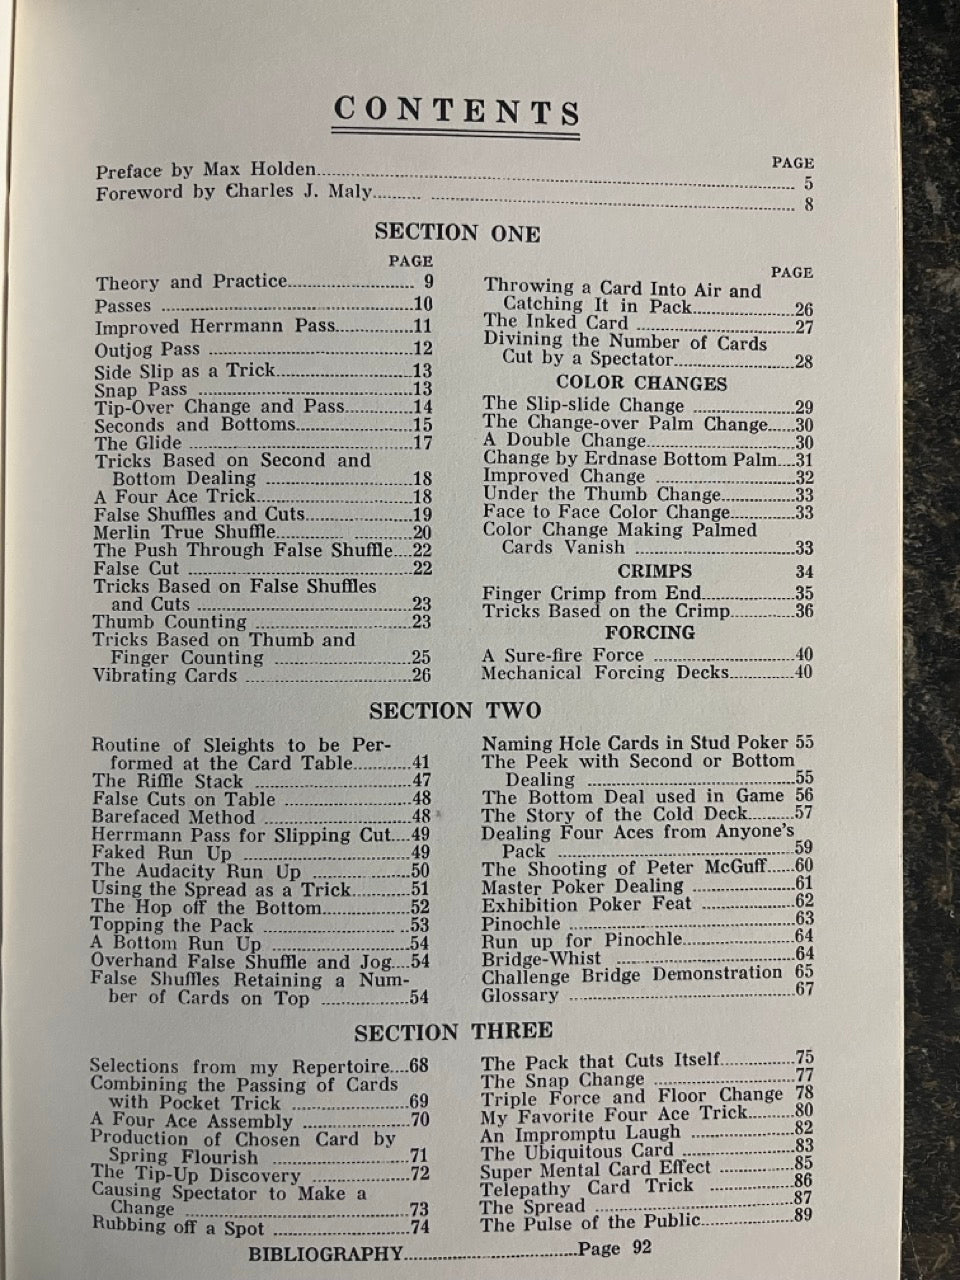 CONTENTS
PAGE
Preface by Max Holden.......... 5
Foreword by Charles J. Maly.......... 8
SECTION ONE
PAGE
Theory and Practice.......... 9
Passes ..........10
Improved Herrmann Pass..........11
Outjog Pass ..........12
Side Slip as a Trick..........13
Snap Pass ..........13
Tip-Over Change and Pass..........14
Seconds and Bottoms..........15
The Glide ..........17
Tricks Based on Second and
Bottom Dealing ..........18
A Four Ace Trick..........18
False Shuffles and Cuts..........19
Merlin True Shuffle..........20
The Push Through False Shuffle....22
False Cut ..........22
Tricks Based on False Shuffles
and Cuts ..........23
Thumb Counting ..........23
Tricks Based on Thumb and
Finger Counting ..........25
Vibrating Cards ..........26
PAGE
Throwing a Card Into Air and
Catching It in Pack..........26
The Inked Card ..........27
Divining the Number of Cards
Cut by a Spectator..........28
COLOR CHANGES
The Slip-slide Change ..........29
The Change-over Palm Change......30
A Double Change..........30
Change by Erdnase Bottom Palm....31
Improved Change ..........32
Under the Thumb Change..........33
Face to Face Color Change..........33
Color Change Making Palmed
Cards Vanish ..........33
CRIMPS 34
Finger Crimp from End..........35
Tricks Based on the Crimp..........36
FORCING
A Sure-fire Force ..........40
Mechanical Forcing Decks..........40
SECTION TWO
Routine of Sleights to be Per-
formed at the Card Table..........41
The Riffle Stack ..........47
False Cuts on Table ..........48
Barefaced Method ..........48
Herrmann Pass for Slipping Cut....49
Faked Run Up ..........49
The Audacity Run Up ..........50
Using the Spread as a Trick..........51
The Hop off the Bottom..........52
Topping the Pack ..........53
A Bottom Run Up ..........54
Overhand False Shuffle and Jog....54
False Shuffles Retaining a Num-
ber of Cards on Top ..........54
Naming Hole Cards in Stud Poker 55
The Peek with Second or Bottom
Dealing ..........55
The Bottom Deal used in Game 56
The Story of the Cold Deck..........57
Dealing Four Aces from Anyone's
Pack ..........59
The Shooting of Peter McGuff......60
Master Poker Dealing ..........61
Exhibition Poker Feat ..........62
Pinochle ..........63
Run up for Pinochle..........64
Bridge-Whist ..........64
Challenge Bridge Demonstration 65
Glossary ..........67
SECTION THREE
Selections from my Repertoire....68
Combining the Passing of Cards
with Pocket Trick ..........69
A Four Ace Assembly ..........70
Production of Chosen Card by
Spring Flourish ..........71
The Tip-Up Discovery ..........72
Causing Spectator to Make a
Change ..........73
Rubbing off a Spot ..........74
The Pack that Cuts Itself..........75
The Snap Change ..........77
Triple Force and Floor Change 78
My Favorite Four Ace Trick..........80
An Impromptu Laugh ..........82
The Ubiquitous Card ..........83
Super Mental Card Effect ..........85
Telepathy Card Trick ..........86
The Spread ..........87
The Pulse of the Public..........89
BIBLIOGRAPHY..........Page 92